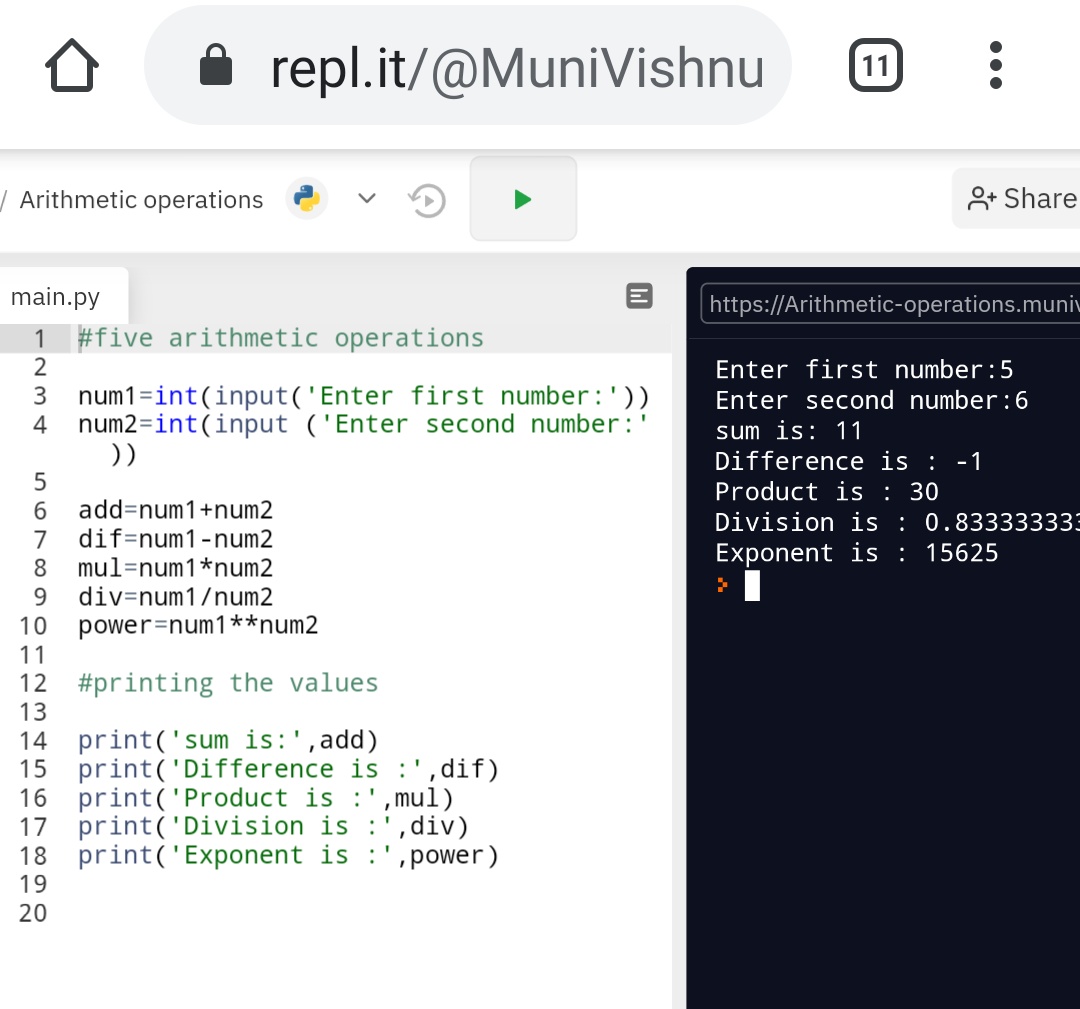 repl.it/@MuniVishnu
11
/ Arithmetic operations
Share
main.py
1 #five arithmetic operations
2
3 num1=int(input('Enter first number:'))
4 num2=int(input ('Enter second number:'
))
5
6 add=num1+num2
7 dif=num1-num2
8 mul=num1*num2
9 div=num1/num2
10 power=num1**num2
11
12 #printing the values
13
14 print('sum is:',add)
15 print('Difference is :',dif)
16 print('Product is :',mul)
17 print('Division is :',div)
18 print('Exponent is :',power)
19
20
https://Arithmetic-operations.muniv
Enter first number:5
Enter second number:6
sum is: 11
Difference is : -1
Product is : 30
Division is : 0.833333333
Exponent is : 15625